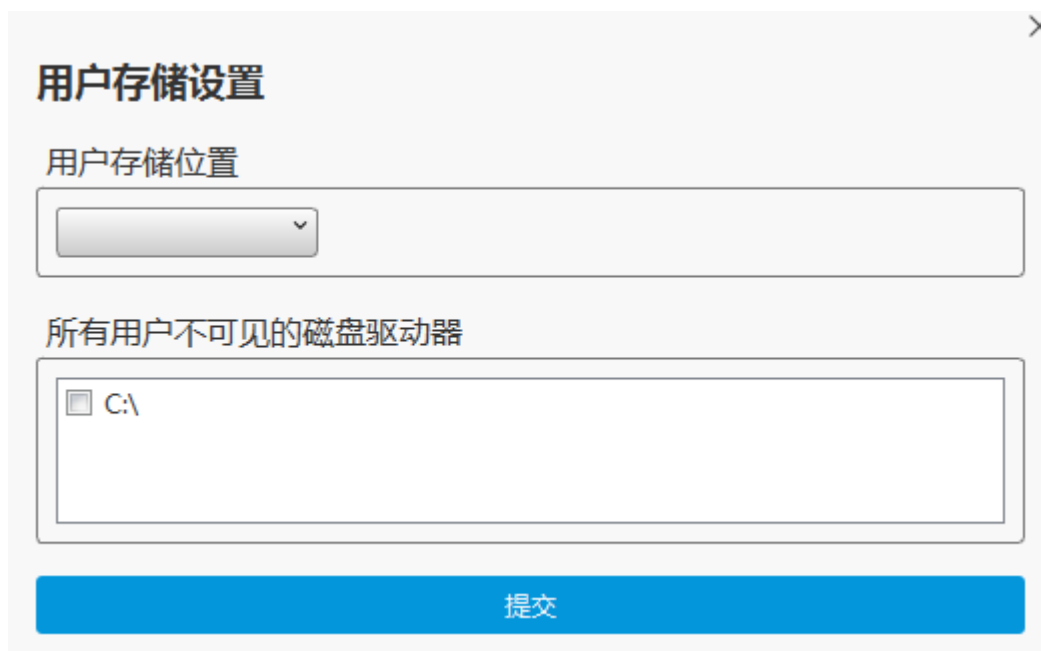 用户存储设置
用户存储位置
所有用户不可见的磁盘驱动器
C:\
提交